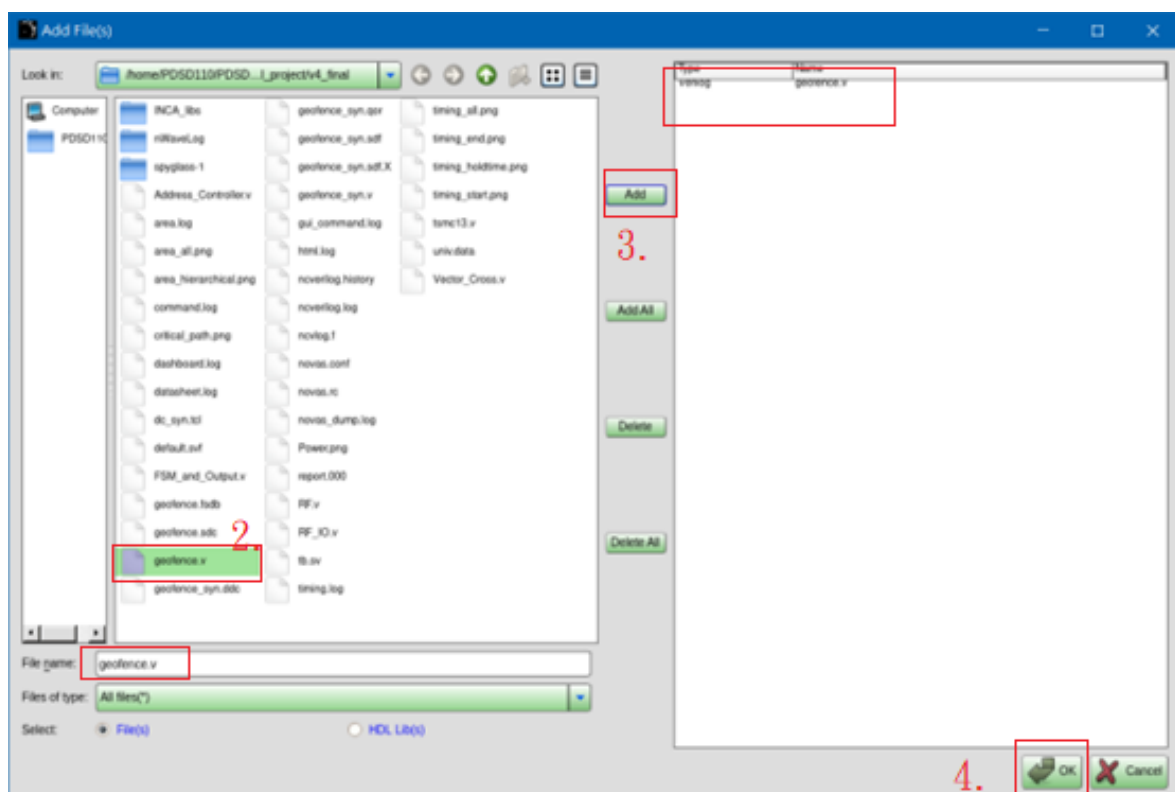 Add File(s)
Look in: /home/PDSD110/PDSD...l_project/v4_final
Type Name
Verilog geofence.v
Computer
PDSD110
INCA_libs
nWaveLog
spyglass-1
Address_Controller.v
area.log
area_all.png
area_hierarchical.png
command.log
critical_path.png
dashboard.log
datasheet.log
dc_syn.tcl
default.svf
FSM_and_Output.v
geofence.fsdb
geofence.sdc
2.
geofence.v
geofence_syn.ddc
geofence_syn.qor
geofence_syn.sdf
geofence_syn.sdf.X
geofence_syn.v
gui_command.log
html.log
ncverilog.history
ncverilog.log
novlog.f
novas.conf
novas.rc
novas_dump.log
Power.png
report.000
RF.v
RF_IO.v
tb.sv
timing.log
timing_all.png
timing_end.png
timing_holdtime.png
timing_start.png
tsmc13.v
univ.data
Vector_Cross.v
Add
3.
Add All
Delete
Delete All
File name: geofence.v
Files of type: All files(*)
Select: File(s) HDL Lib(s)
4.
OK Cancel